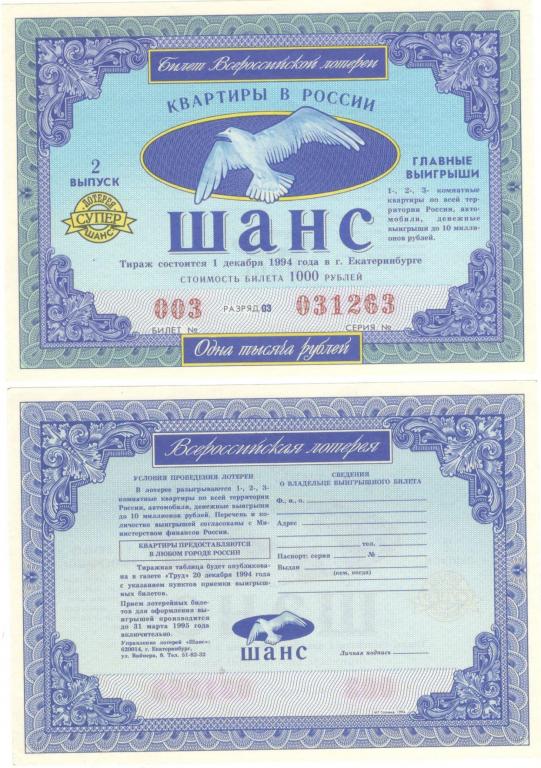 Билет Всероссийской лотереи
КВАРТИРЫ В РОССИИ
2
ВЫПУСК
ЛОТЕРЕЯ
СУПЕР
ШАНС
ГЛАВНЫЕ
ВЫИГРЫШИ
1-, 2-, 3- комнатные
квартиры по всей тер-
ритории России, авто-
мобили, денежные
выигрыши до 10 милли-
онов рублей.
ШАНС
Тираж состоится 1 декабря 1994 года в г. Екатеринбурге
СТОИМОСТЬ БИЛЕТА 1000 РУБЛЕЙ
003 РАЗРЯД 03 031263
БИЛЕТ № СЕРИЯ №
Одна тысяча рублей
Всероссийская лотерея
УСЛОВИЯ ПРОВЕДЕНИЯ ЛОТЕРЕИ
В лотерее разыгрываются 1-, 2-, 3-
комнатные квартиры по всей территории
России, автомобили, денежные выигрыши
до 10 миллионов рублей. Перечень и ко-
личество выигрышей согласованы с Ми-
нистерством финансов России.
КВАРТИРЫ ПРЕДОСТАВЛЯЮТСЯ
В ЛЮБОМ ГОРОДЕ РОССИИ
Тиражная таблица будет опубликова-
на в газете «Труд» 20 декабря 1994 года
с указанием пунктов приемки выигрыш-
ных билетов.
Прием лотерейных биле-
тов для оформления вы-
игрышей производится
до 31 марта 1995 года
включительно.
Управление лотерей «Шанс»:
620014, г. Екатеринбург,
ул. Вайнера, 8. Тел. 51-82-32
СВЕДЕНИЯ
О ВЛАДЕЛЬЦЕ ВЫИГРЫШНОГО БИЛЕТА
Ф., и., о.
Адрес
тел.
Паспорт: серия №
Выдан
(кем, когда)
ШАНС
Личная подпись